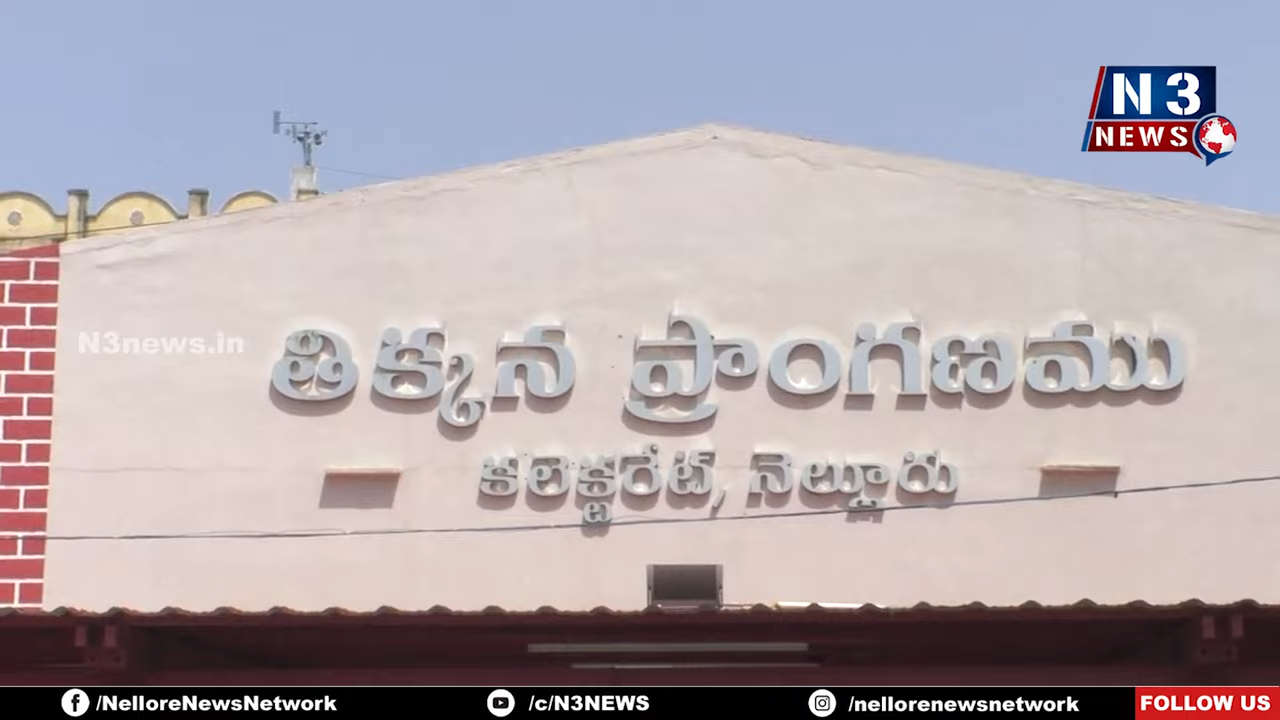 N3
NEWS
N3news.in
తిక్కన ప్రాంగణము
కలెక్టరేట్, నెల్లూరు
/NelloreNewsNetwork /c/N3NEWS /nellorenewsnetwork FOLLOW US